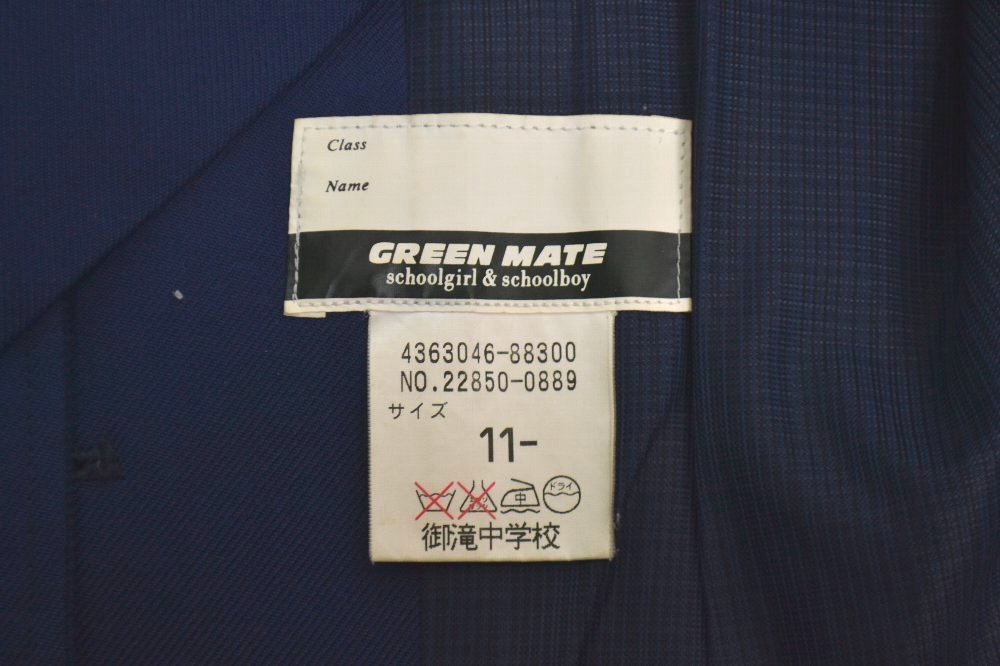 Class
Name
GREEN MATE
schoolgirl & schoolboy
4363046-88300
NO.22850-0889
サイズ
11-
中 ドライ
御滝中学校